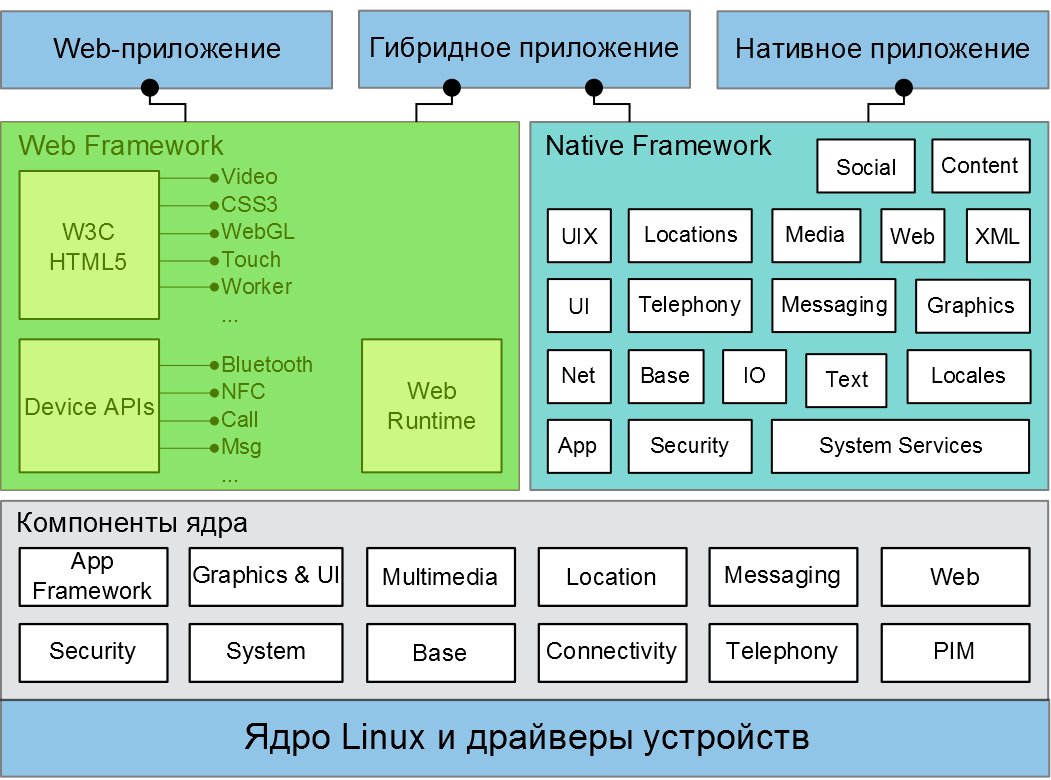 Web-приложение
Гибридное приложение
Нативное приложение
Web Framework
W3C
HTML5
Video
CSS3
WebGL
Touch
Worker
...
Device APIs
Bluetooth
NFC
Call
Msg
...
Web
Runtime
Native Framework
Social
Content
UIX
Locations
Media
Web
XML
UI
Telephony
Messaging
Graphics
Net
Base
IO
Text
Locales
App
Security
System Services
Компоненты ядра
App
Framework
Graphics & UI
Multimedia
Location
Messaging
Web
Security
System
Base
Connectivity
Telephony
PIM
Ядро Linux и драйверы устройств